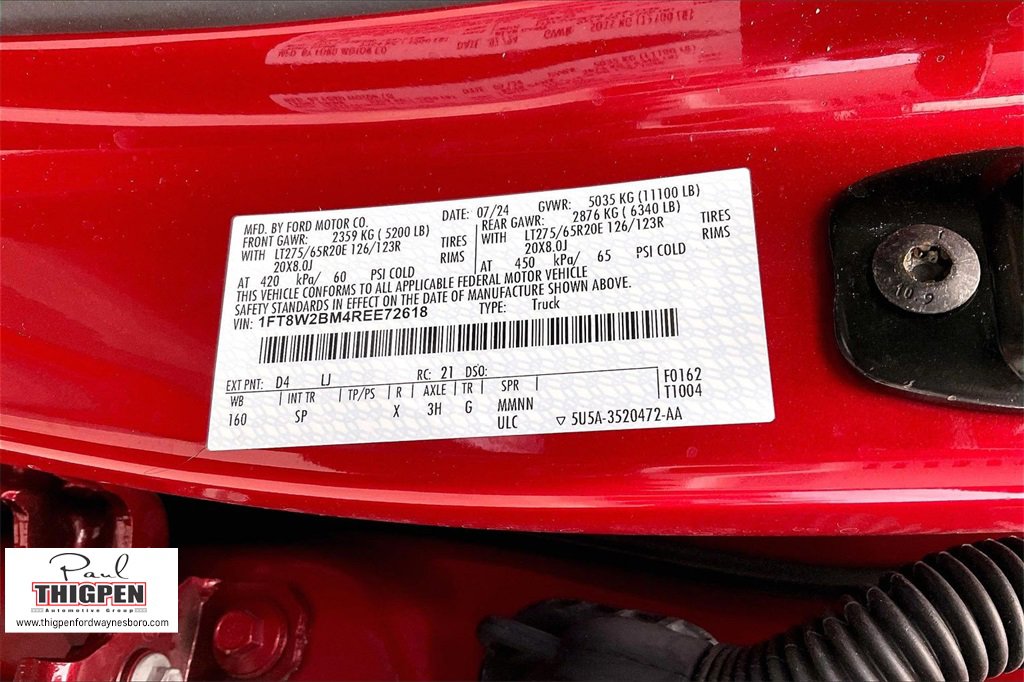 MFD. BY FORD MOTOR CO.
DATE: 07/24 GVWR: 5035 KG (11100 LB)
FRONT GAWR: 2359 KG ( 5200 LB)
REAR GAWR: 2876 KG ( 6340 LB)
WITH LT275/65R20E 126/123R TIRES
WITH LT275/65R20E 126/123R TIRES
20X8.0J RIMS
20X8.0J RIMS
AT 420 kPa/ 60 PSI COLD
AT 450 kPa/ 65 PSI COLD
THIS VEHICLE CONFORMS TO ALL APPLICABLE FEDERAL MOTOR VEHICLE
SAFETY STANDARDS IN EFFECT ON THE DATE OF MANUFACTURE SHOWN ABOVE.
VIN: 1FT8W2BM4REE72618 TYPE: Truck
EXT PNT: D4 LJ RC: 21 DSO:
WB INT TR TP/PS R AXLE TR SPR F0162
160 SP X 3H G MMNN T1004
ULC ▽ 5U5A-3520472-AA
10.9
Paul
THIGPEN
Automotive Group
www.thigpenfordwaynesboro.com